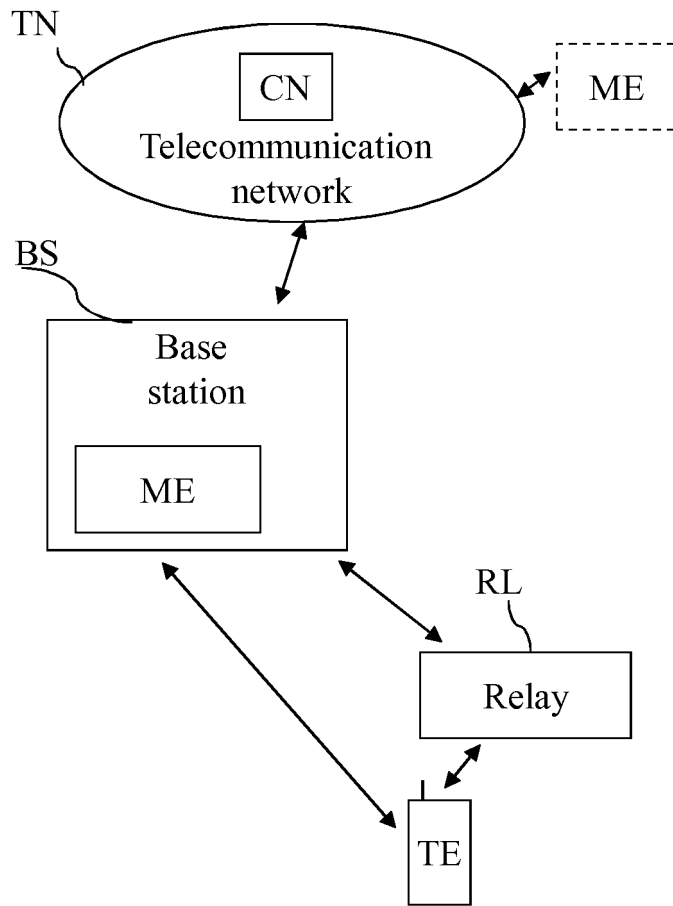 TN
CN
ME
Telecommunication
network
BS
Base
station
ME
RL
Relay
TE